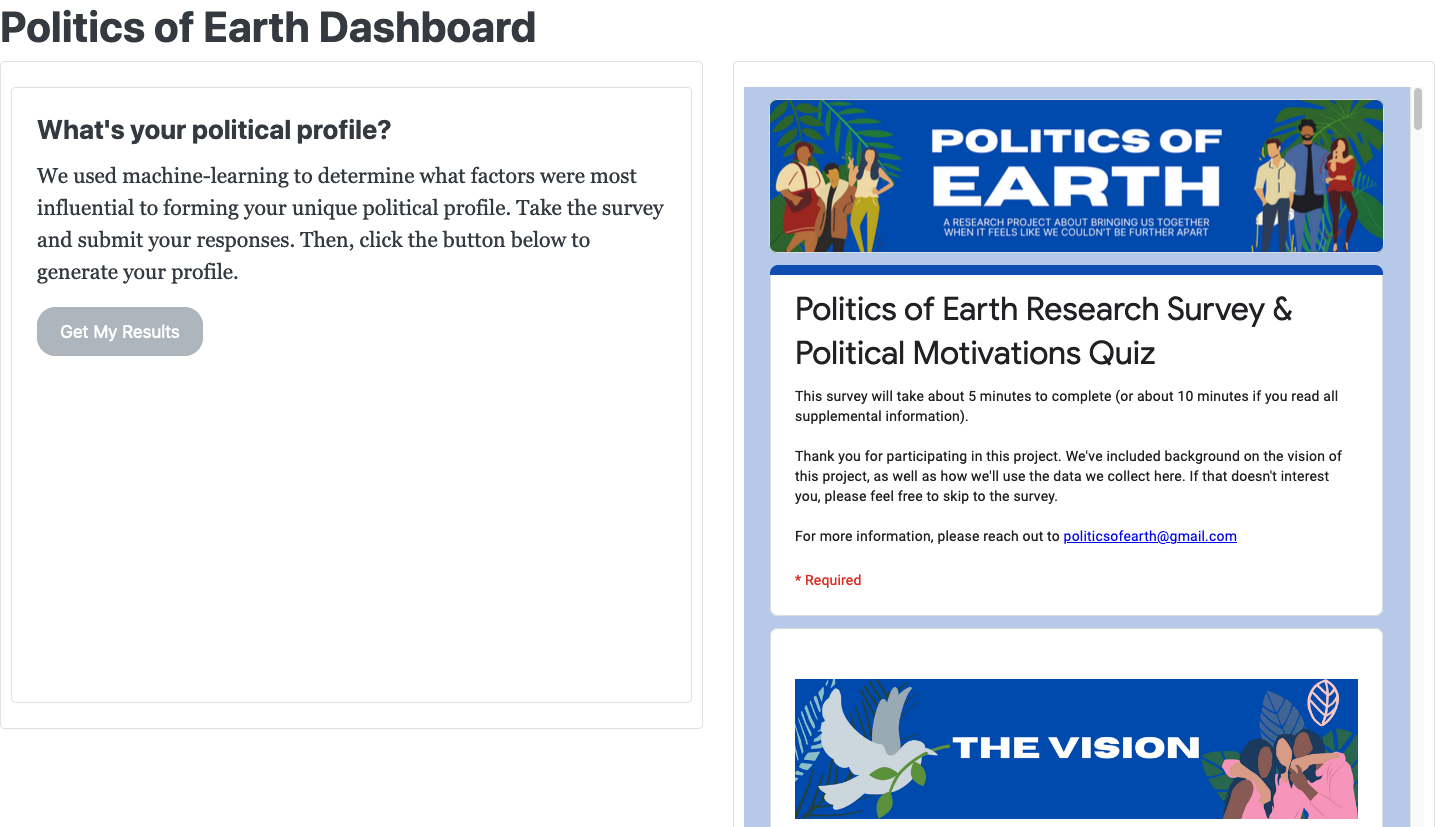 Politics of Earth Dashboard
What's your political profile?
We used machine-learning to determine what factors were most
influential to forming your unique political profile. Take the survey
and submit your responses. Then, click the button below to
generate your profile.
Get My Results
POLITICS OF
EARTH
A RESEARCH PROJECT ABOUT BRINGING US TOGETHER
WHEN IT FEELS LIKE WE COULDN'T BE FURTHER APART
Politics of Earth Research Survey &
Political Motivations Quiz
This survey will take about 5 minutes to complete (or about 10 minutes if you read all
supplemental information).
Thank you for participating in this project. We've included background on the vision of
this project, as well as how we'll use the data we collect here. If that doesn't interest
you, please feel free to skip to the survey.
For more information, please reach out to politicsofearth@gmail.com
* Required
THE VISION